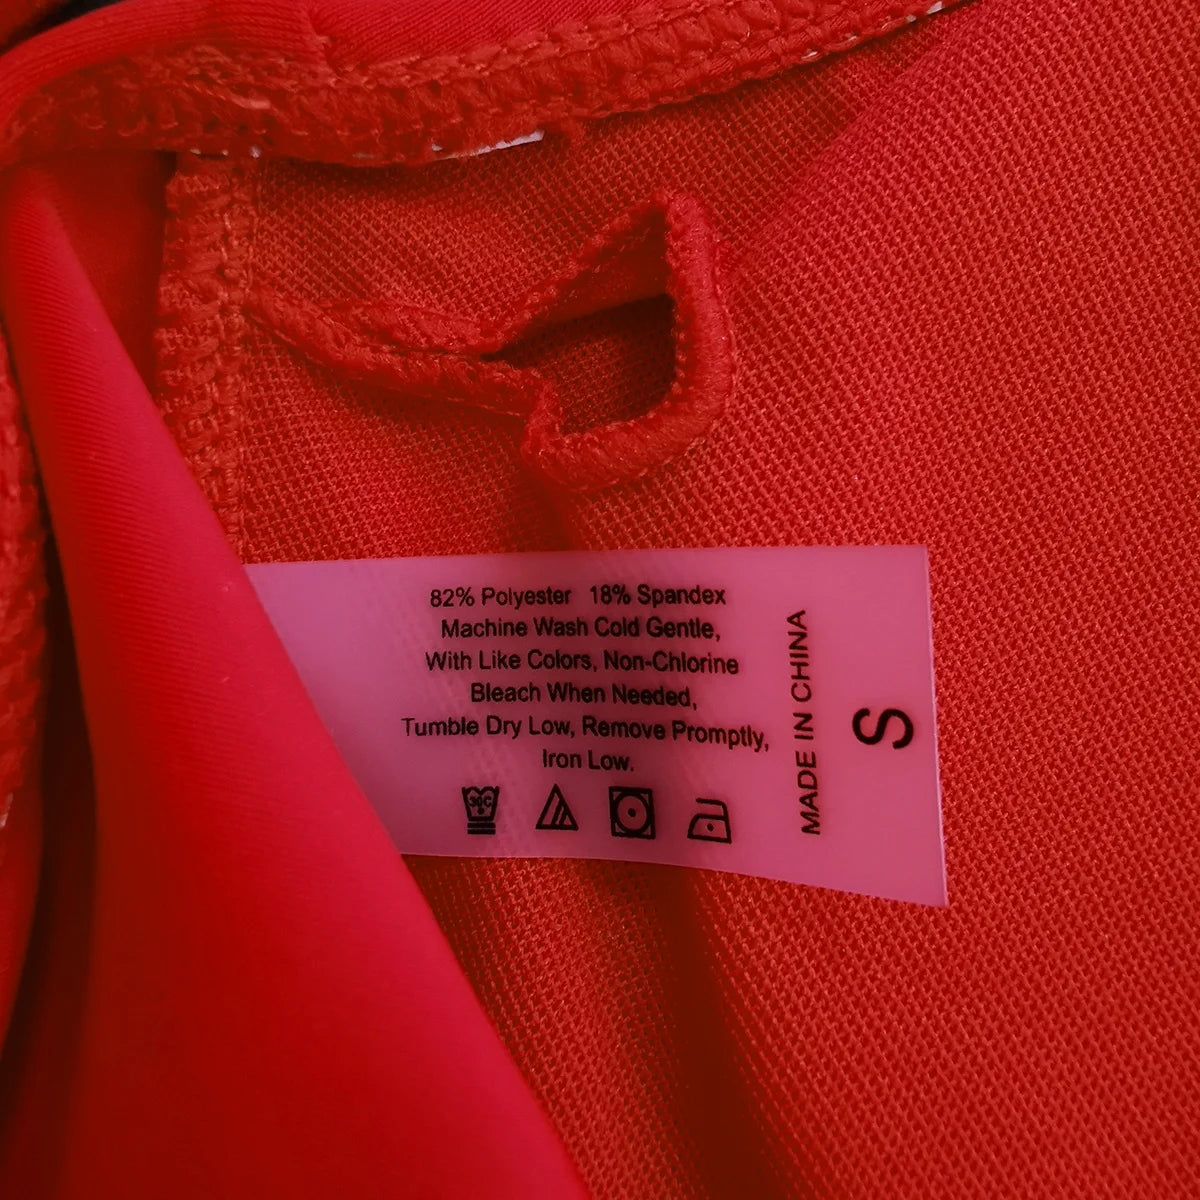 82% Polyester 18% Spandex
Machine Wash Cold Gentle,
With Like Colors, Non-Chlorine
Bleach When Needed,
Tumble Dry Low, Remove Promptly,
Iron Low.
30C
MADE IN CHINA
S